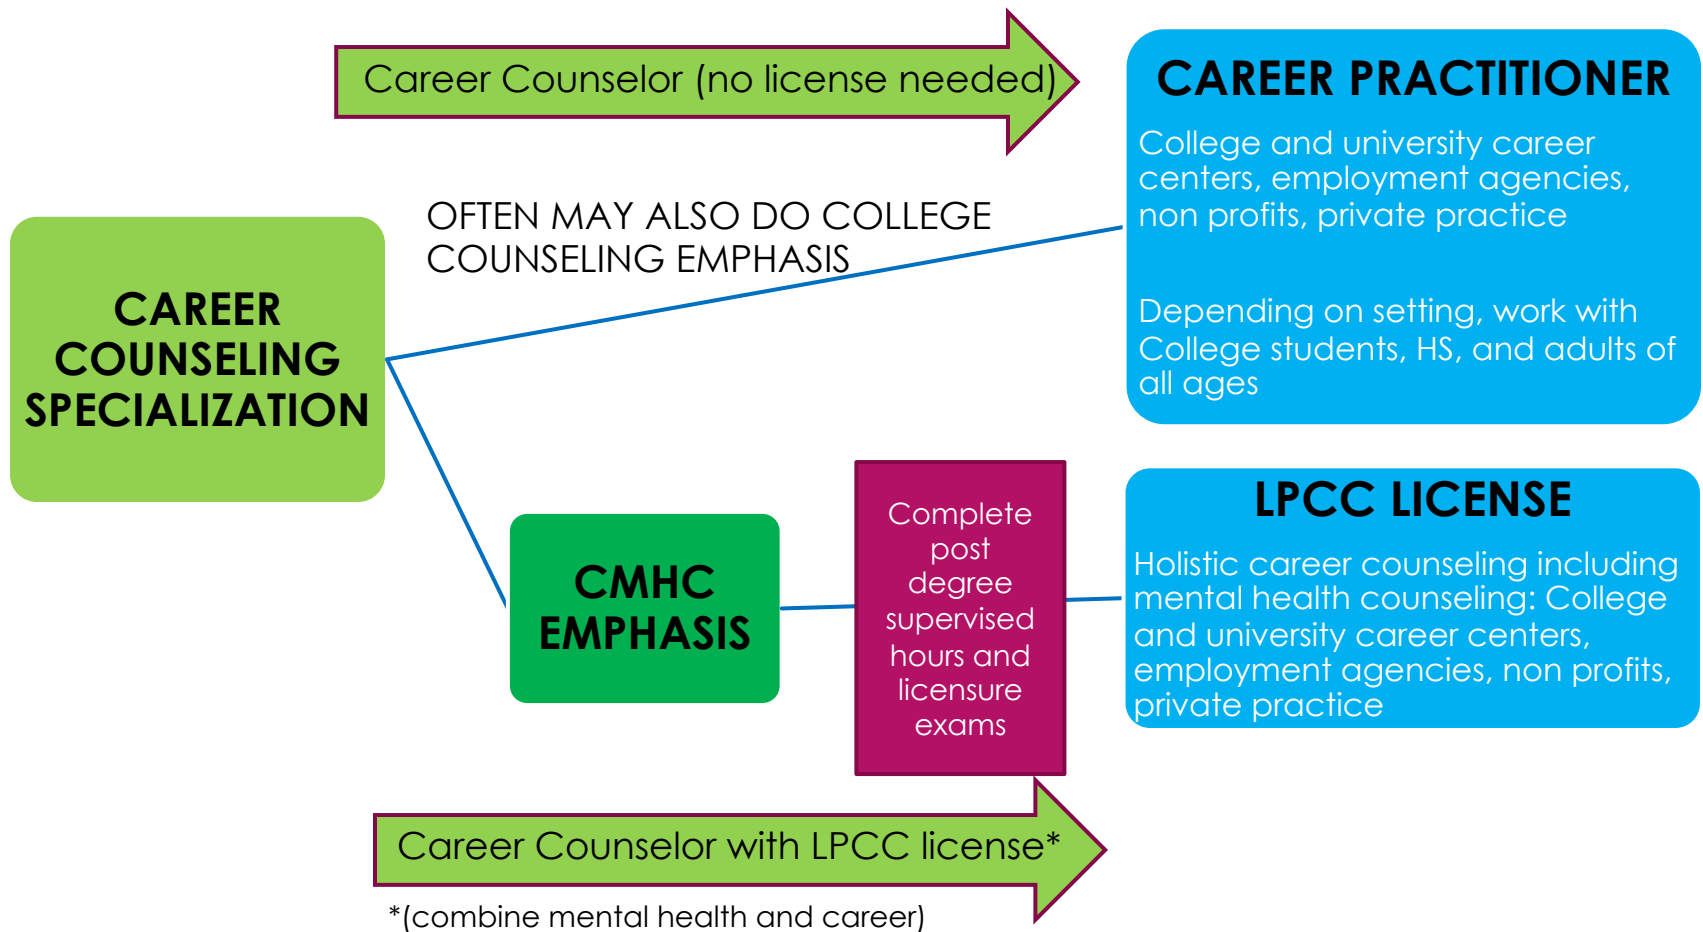 Career Counselor (no license needed)
CAREER PRACTITIONER
College and university career
centers, employment agencies,
non profits, private practice
Depending on setting, work with
College students, HS, and adults of
all ages
OFTEN MAY ALSO DO COLLEGE
COUNSELING EMPHASIS
CAREER
COUNSELING
SPECIALIZATION
CMHC
EMPHASIS
Complete
post
degree
supervised
hours and
licensure
exams
LPCC LICENSE
Holistic career counseling including
mental health counseling: College
and university career centers,
employment agencies, non profits,
private practice
Career Counselor with LPCC license*
*(combine mental health and career)